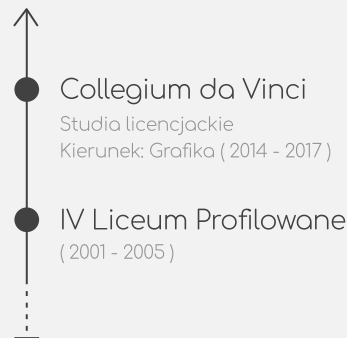 Collegium da Vinci
Studia licencjackie
Kierunek: Grafika ( 2014 - 2017 )
IV Liceum Profilowane
( 2001 - 2005 )